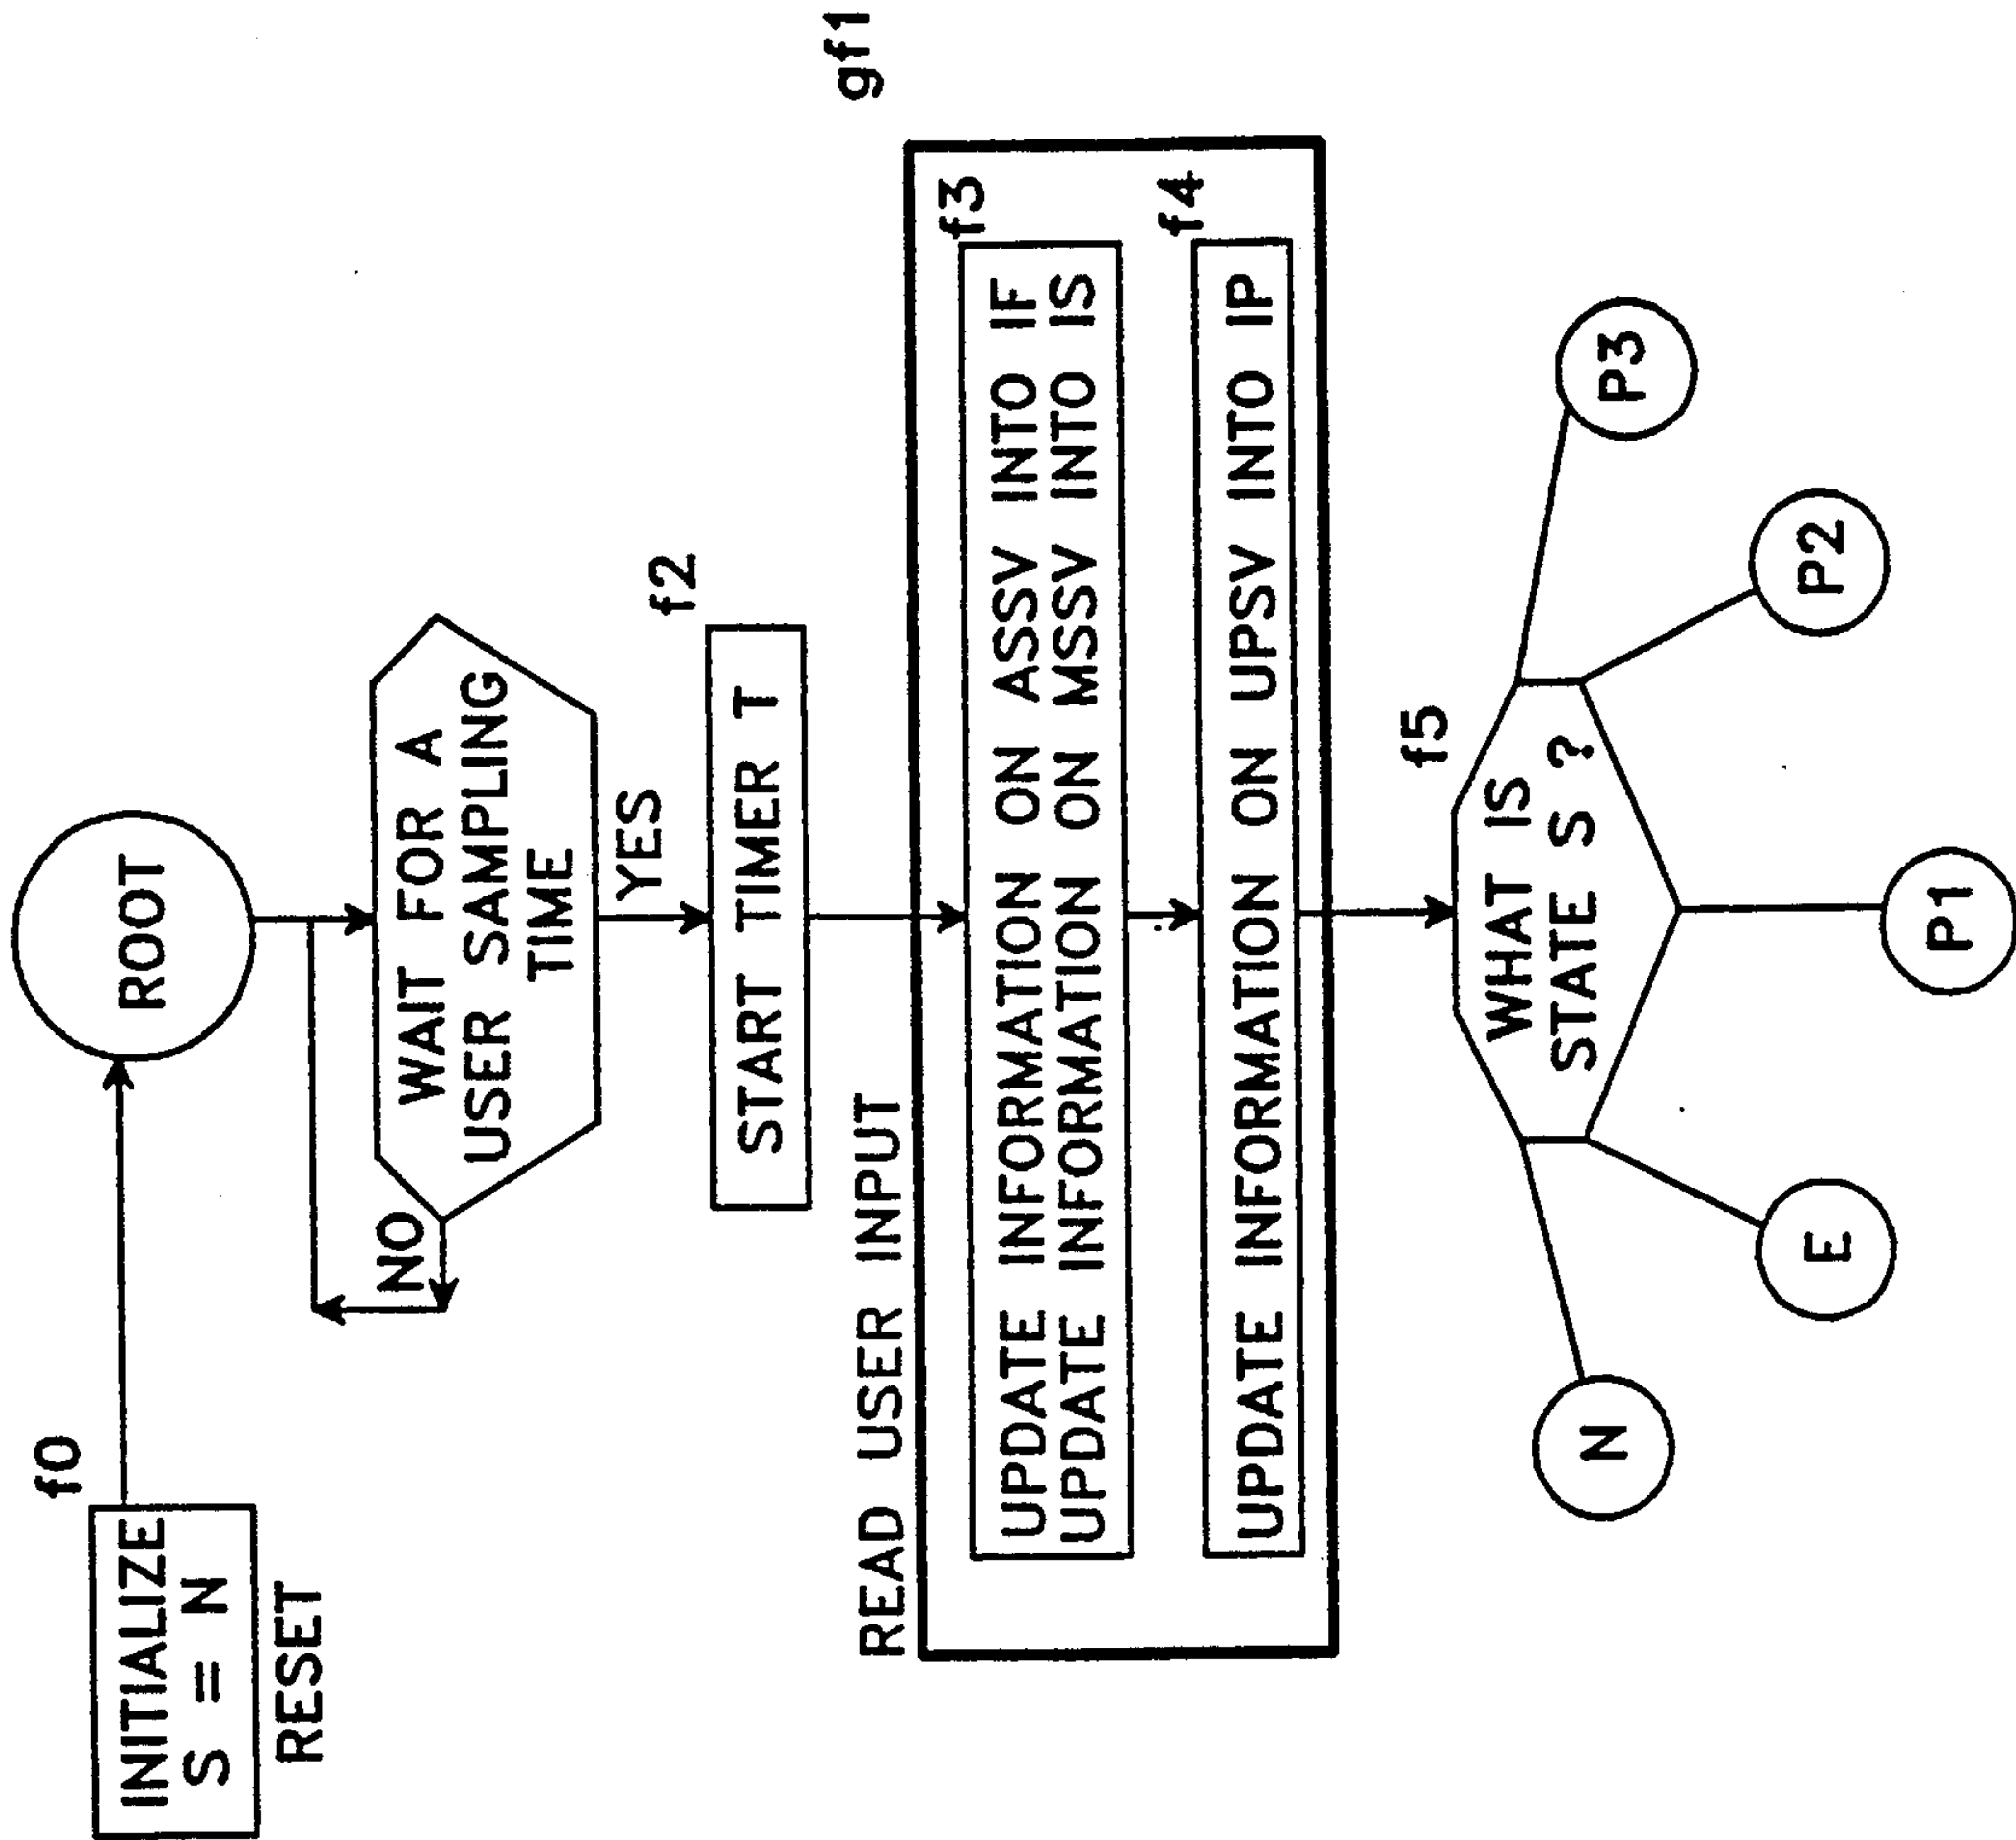 f0
INITIALIZE
S = N
RESET
ROOT
WAIT FOR A
USER SAMPLING
TIME
NO
YES
f2
START TIMER T
READ USER INPUT
gf1
f3
UPDATE INFORMATION ON ASSV INTO IF
UPDATE INFORMATION ON MSSV INTO IS
f4
UPDATE INFORMATION ON UPSV INTO IP
f5
WHAT IS
STATE S ?
N
E
P1
P2
P3